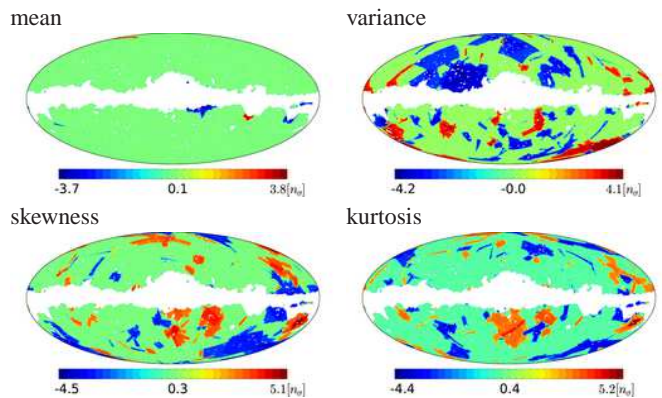 mean variance
-3.7 0.1 3.8[nσ] -4.2 -0.0 4.1[nσ]
skewness kurtosis
-4.5 0.3 5.1[nσ] -4.4 0.4 5.2[nσ]